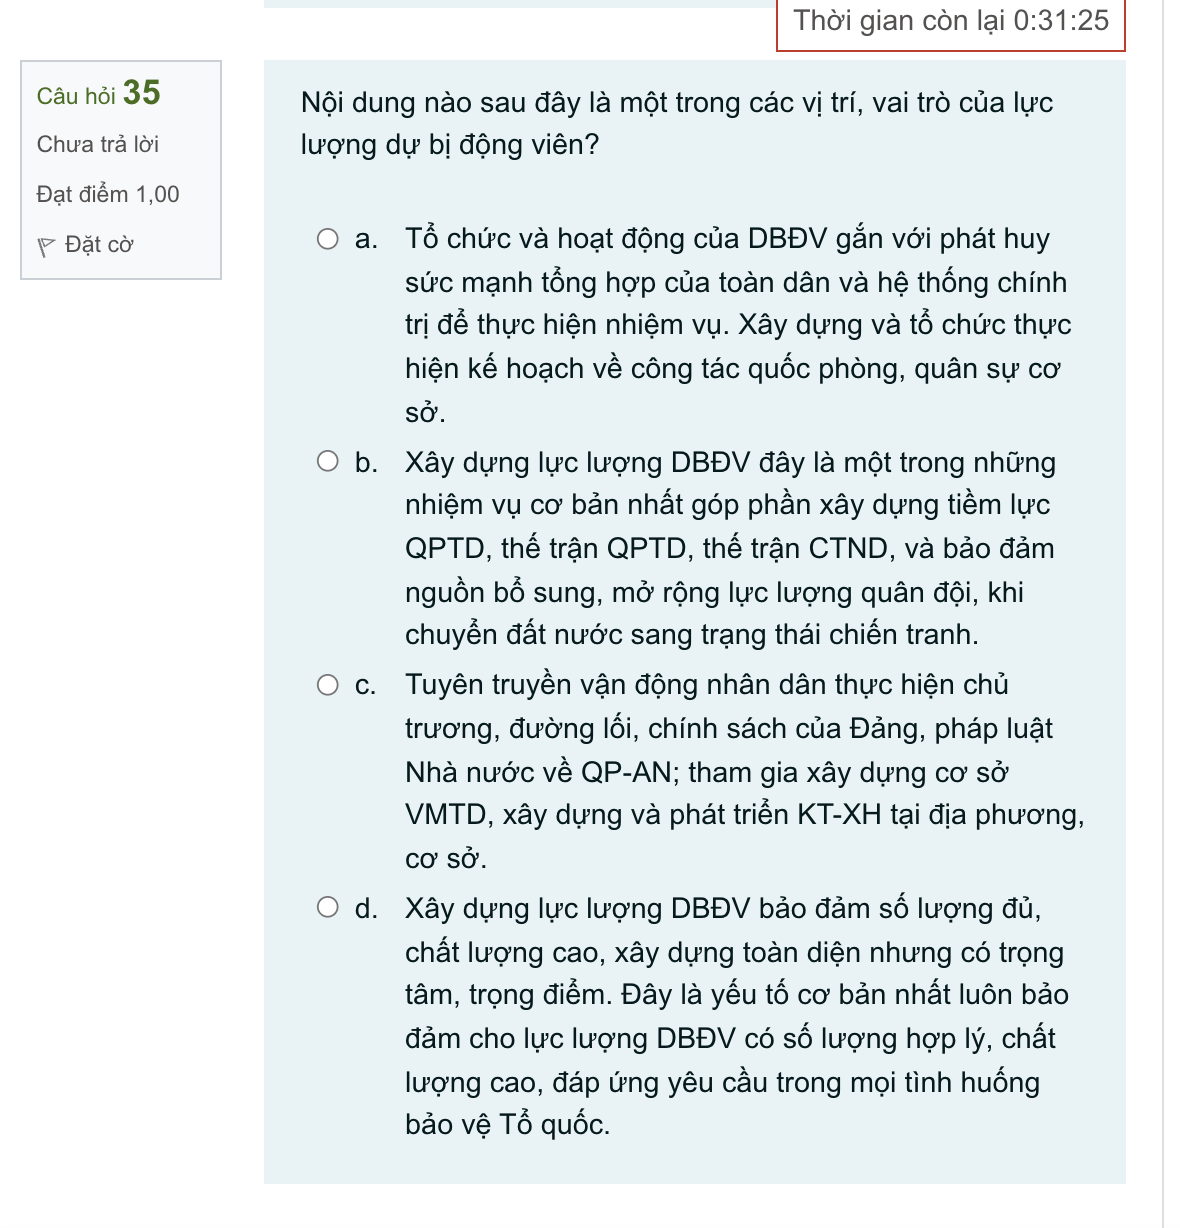 Thời gian còn lại 0:31:25
Câu hỏi 35
Chưa trả lời
Đạt điểm 1,00
Đặt cờ
Nội dung nào sau đây là một trong các vị trí, vai trò của lực
lượng dự bị động viên?
a. Tổ chức và hoạt động của DBĐV gắn với phát huy
sức mạnh tổng hợp của toàn dân và hệ thống chính
trị để thực hiện nhiệm vụ. Xây dựng và tổ chức thực
hiện kế hoạch về công tác quốc phòng, quân sự cơ
sở.
b. Xây dựng lực lượng DBĐV đây là một trong những
nhiệm vụ cơ bản nhất góp phần xây dựng tiềm lực
QPTD, thế trận QPTD, thế trận CTND, và bảo đảm
nguồn bổ sung, mở rộng lực lượng quân đội, khi
chuyển đất nước sang trạng thái chiến tranh.
c. Tuyên truyền vận động nhân dân thực hiện chủ
trương, đường lối, chính sách của Đảng, pháp luật
Nhà nước về QP-AN; tham gia xây dựng cơ sở
VMTD, xây dựng và phát triển KT-XH tại địa phương,
cơ sở.
d. Xây dựng lực lượng DBĐV bảo đảm số lượng đủ,
chất lượng cao, xây dựng toàn diện nhưng có trọng
tâm, trọng điểm. Đây là yếu tố cơ bản nhất luôn bảo
đảm cho lực lượng DBĐV có số lượng hợp lý, chất
lượng cao, đáp ứng yêu cầu trong mọi tình huống
bảo vệ Tổ quốc.